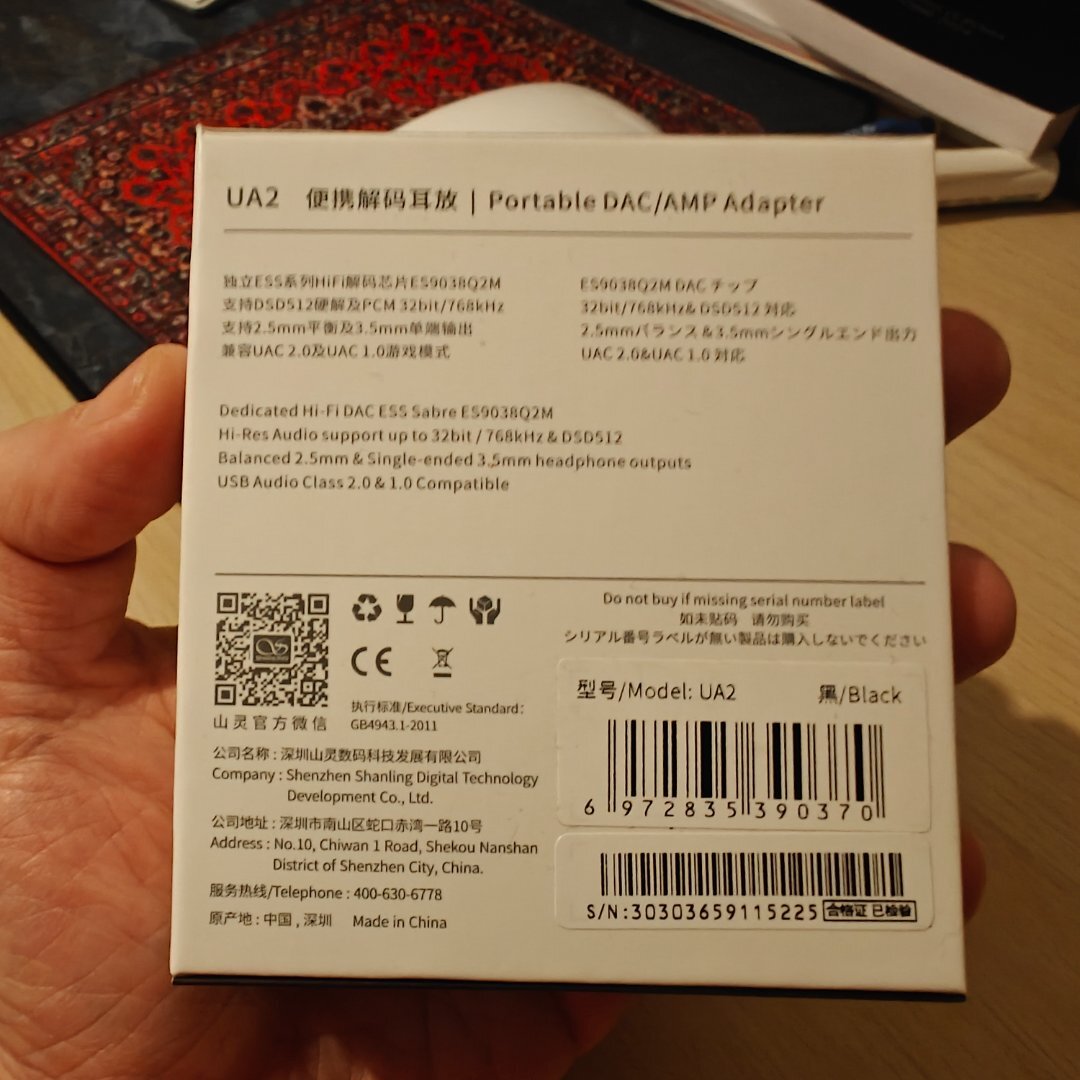 UA2 便携解码耳放 | Portable DAC/AMP Adapter
独立ESS系列HiFi解码芯片ES9038Q2M
支持DSD512硬解及PCM 32bit/768kHz
支持2.5mm平衡及3.5mm单端输出
兼容UAC 2.0及UAC 1.0游戏模式
ES9038Q2M DAC チップ
32bit/768kHz& DSD512 対応
2.5mmバランス&3.5mmシングルエンド出力
UAC 2.0&UAC 1.0 対応
Dedicated Hi-Fi DAC ESS Sabre ES9038Q2M
Hi-Res Audio support up to 32bit / 768kHz & DSD512
Balanced 2.5mm & Single-ended 3.5mm headphone outputs
USB Audio Class 2.0 & 1.0 Compatible
山灵官方微信
CE
执行标准/Executive Standard:
GB4943.1-2011
公司名称：深圳山灵数码科技发展有限公司
Company : Shenzhen Shanling Digital Technology
Development Co., Ltd.
公司地址：深圳市南山区蛇口赤湾一路10号
Address : No.10, Chiwan 1 Road, Shekou Nanshan
District of Shenzhen City, China.
服务热线/Telephone : 400-630-6778
原产地：中国，深圳 Made in China
Do not buy if missing serial number label
如未贴码 请勿购买
シリアル番号ラベルが無い製品は購入しないでください
型号/Model: UA2 黑/Black
6 972835 390370
S/N:30303659115225 合格证 已检验